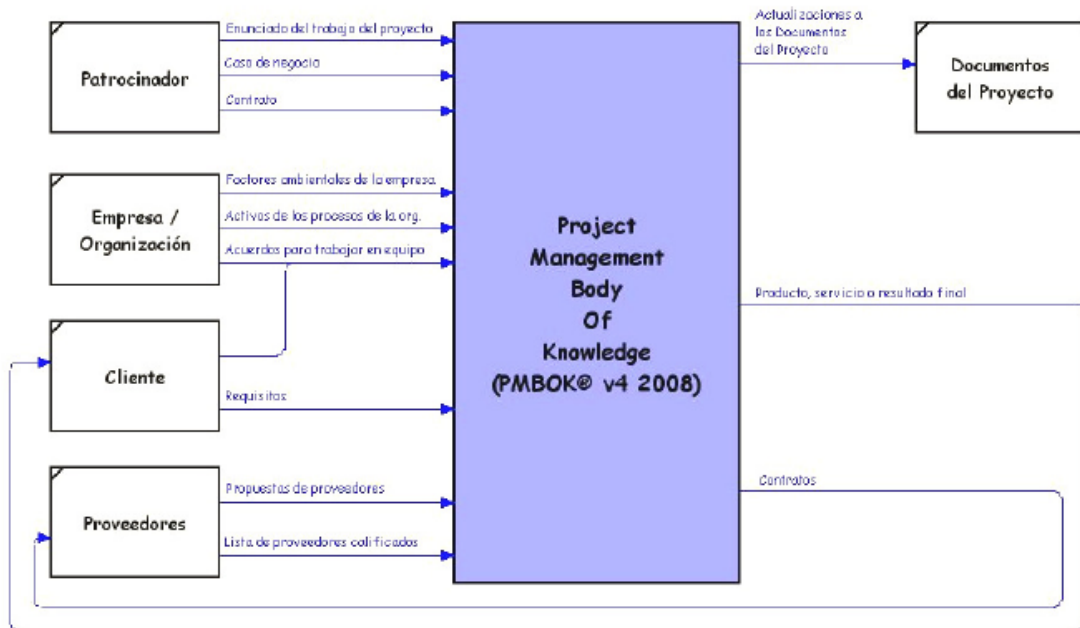 Patrocinador
Enunciado del trabajo del proyecto
Caso de negocio
Contrato
Empresa /
Organización
Factores ambientales de la empresa
Activos de los procesos de la org.
Acuerdos para trabajar en equipo
Cliente
Requisitos
Proveedores
Propuestas de proveedores
Lista de proveedores calificados
Project
Management
Body
Of
Knowledge
(PMBOK® v4 2008)
Actualizaciones a
los Documentos
del Proyecto
Documentos
del Proyecto
Producto, servicio o resultado final
Contratos